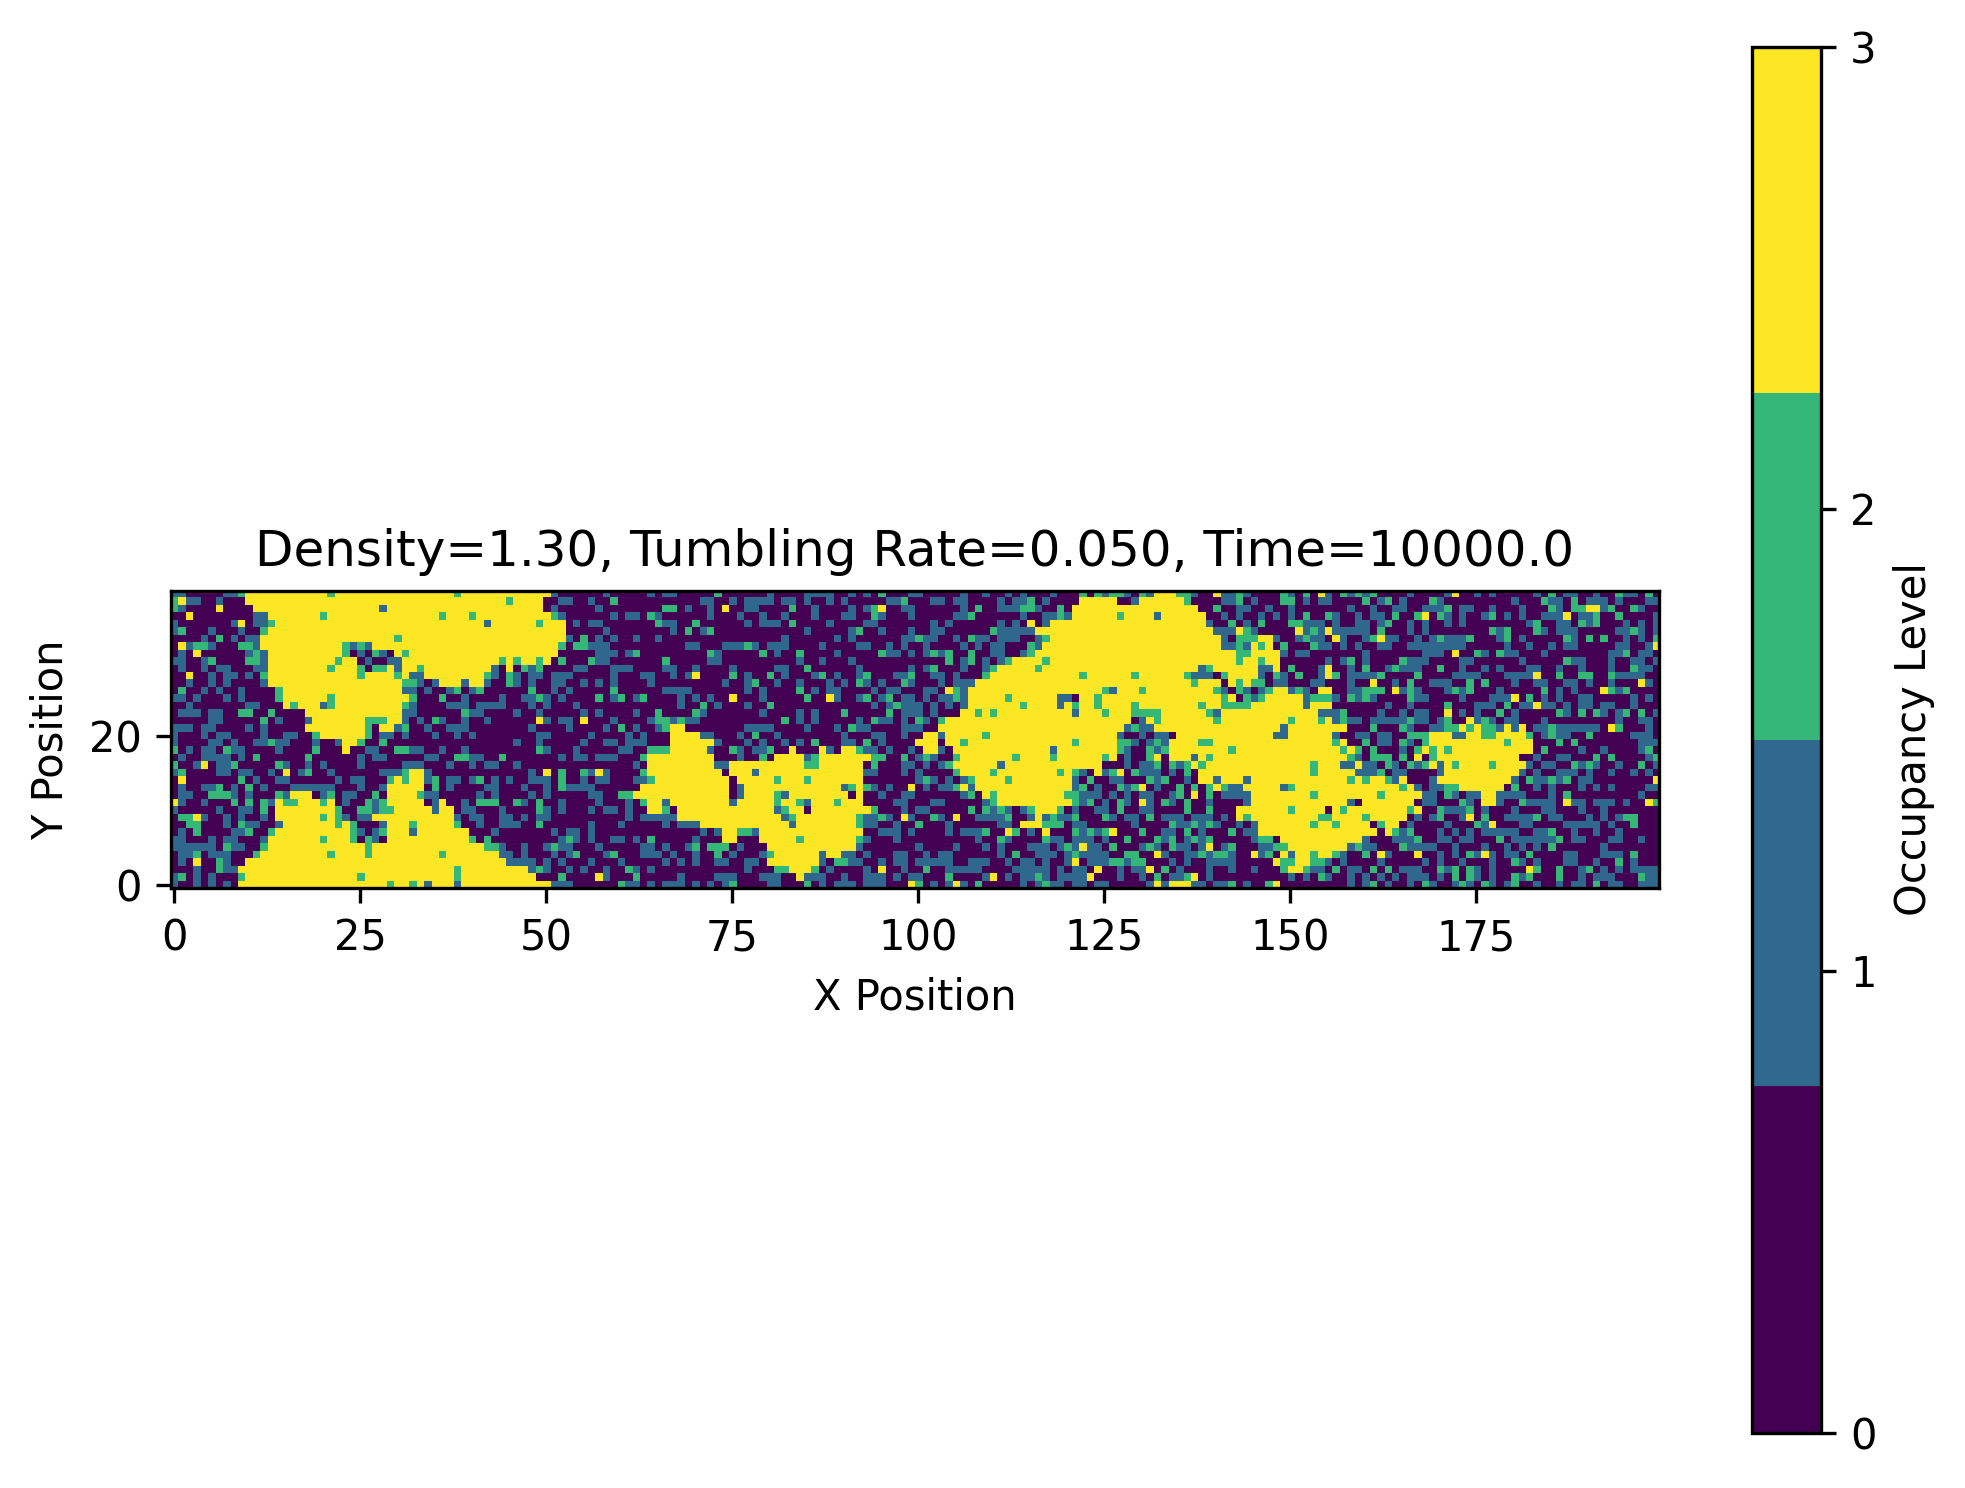 Density=1.30, Tumbling Rate=0.050, Time=10000.0
Y Position
20
0
0 25 50 75 100 125 150 175
X Position
3
2
1
0
Occupancy Level